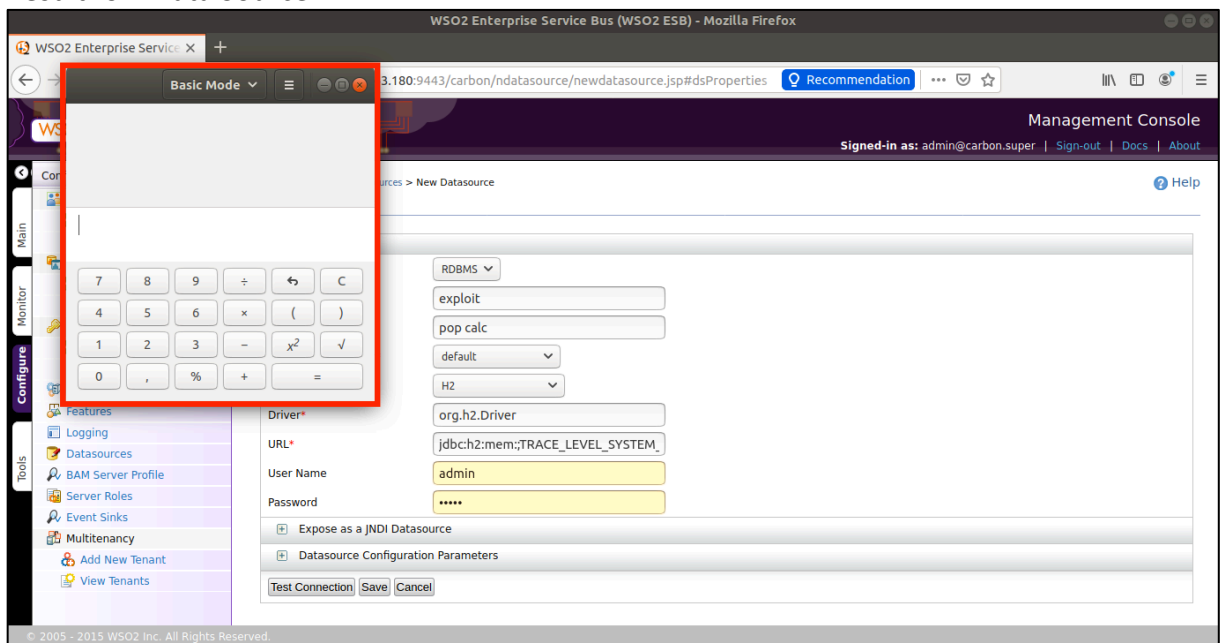 WSO2 Enterprise Service Bus (WSO2 ESB) - Mozilla Firefox
WSO2 Enterprise Service
Basic Mode
3.180:9443/carbon/ndatasource/newdatasource.jsp#dsProperties
Recommendation
Management Console
Signed-in as: admin@carbon.super | Sign-out | Docs | About
> New Datasource
Help
Main
Monitor
Configure
Tools
7 8 9 ÷ C
4 5 6 × ( )
1 2 3 − x² √
0 , % + =
RDBMS
exploit
pop calc
default
H2
Features
Logging
Datasources
BAM Server Profile
Server Roles
Event Sinks
Multitenancy
Add New Tenant
View Tenants
Driver*
org.h2.Driver
URL*
jdbc:h2:mem:;TRACE_LEVEL_SYSTEM_
User Name
admin
Password
•••••
Expose as a JNDI Datasource
Datasource Configuration Parameters
Test Connection Save Cancel
© 2005 - 2015 WSO2 Inc. All Rights Reserved.